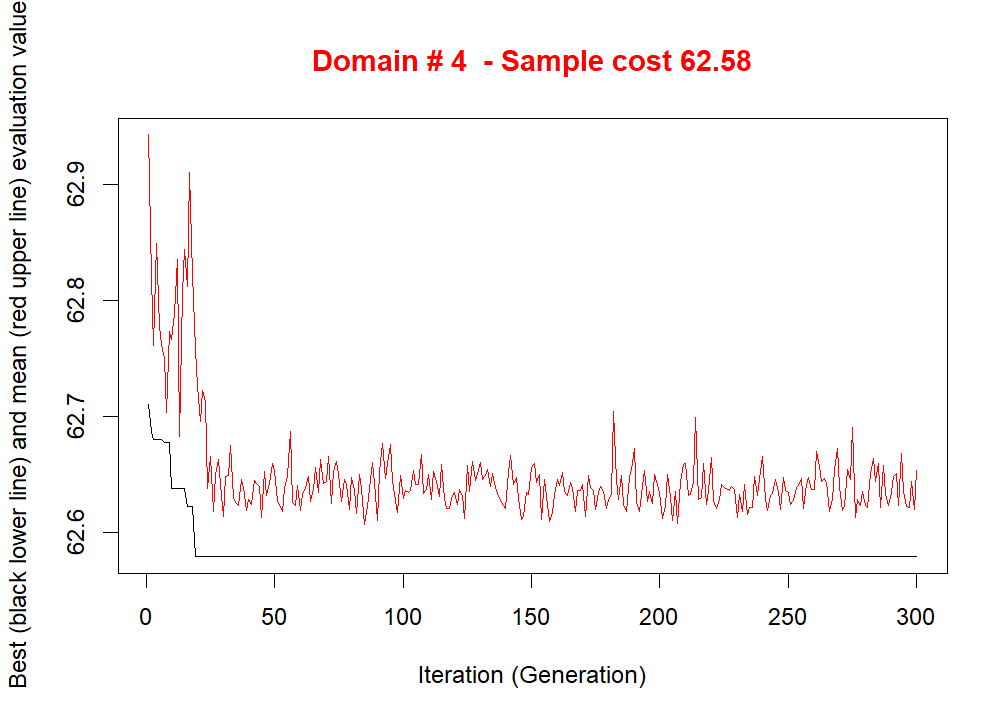 Domain # 4  - Sample cost 62.58
Best (black lower line) and mean (red upper line) evaluation value
62.9
62.8
62.7
62.6
0 50 100 150 200 250 300
Iteration (Generation)